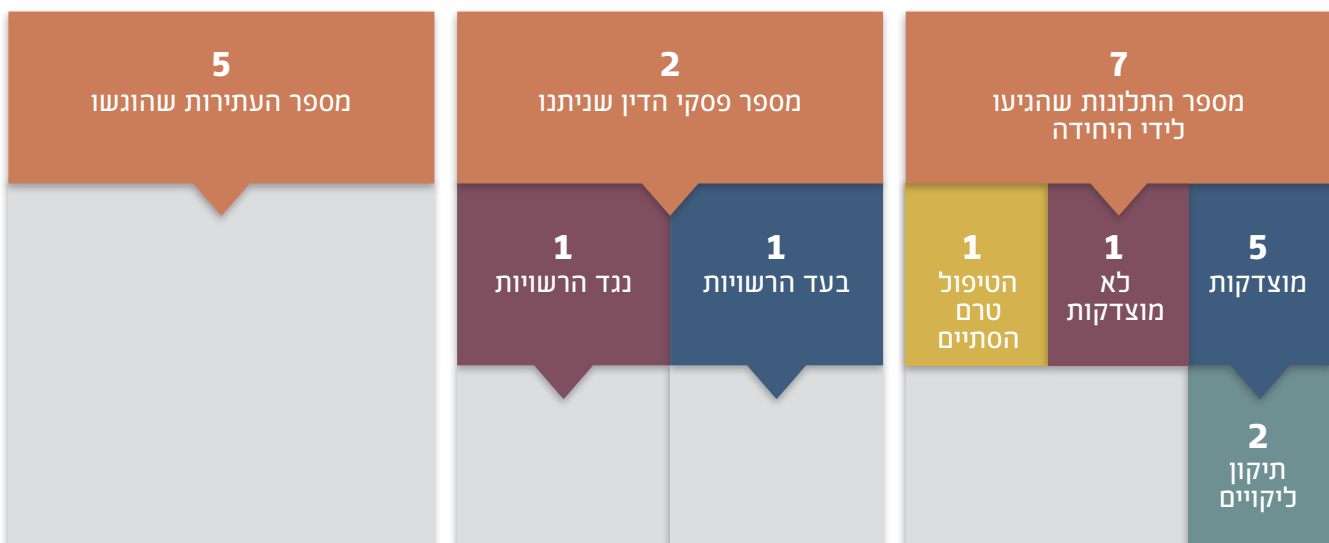 7
מספר התלונות שהגיעו
לידי היחידה
5
מוצדקות
1
לא
מוצדקות
1
הטיפול
טרם
הסתיים
2
תיקון
ליקויים
2
מספר פסקי הדין שניתנו
1
בעד הרשויות
1
נגד הרשויות
5
מספר העתירות שהוגשו